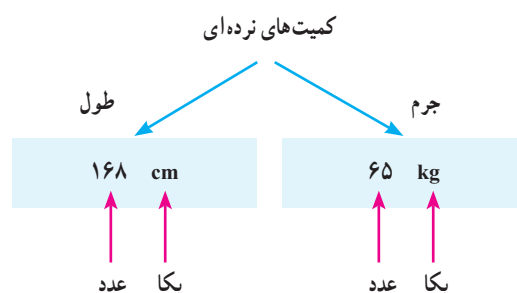 کمیت‌های نرده‌ای
جرم
طول
۶۵ kg
۱۶۸ cm
یکا
عدد
یکا
عدد